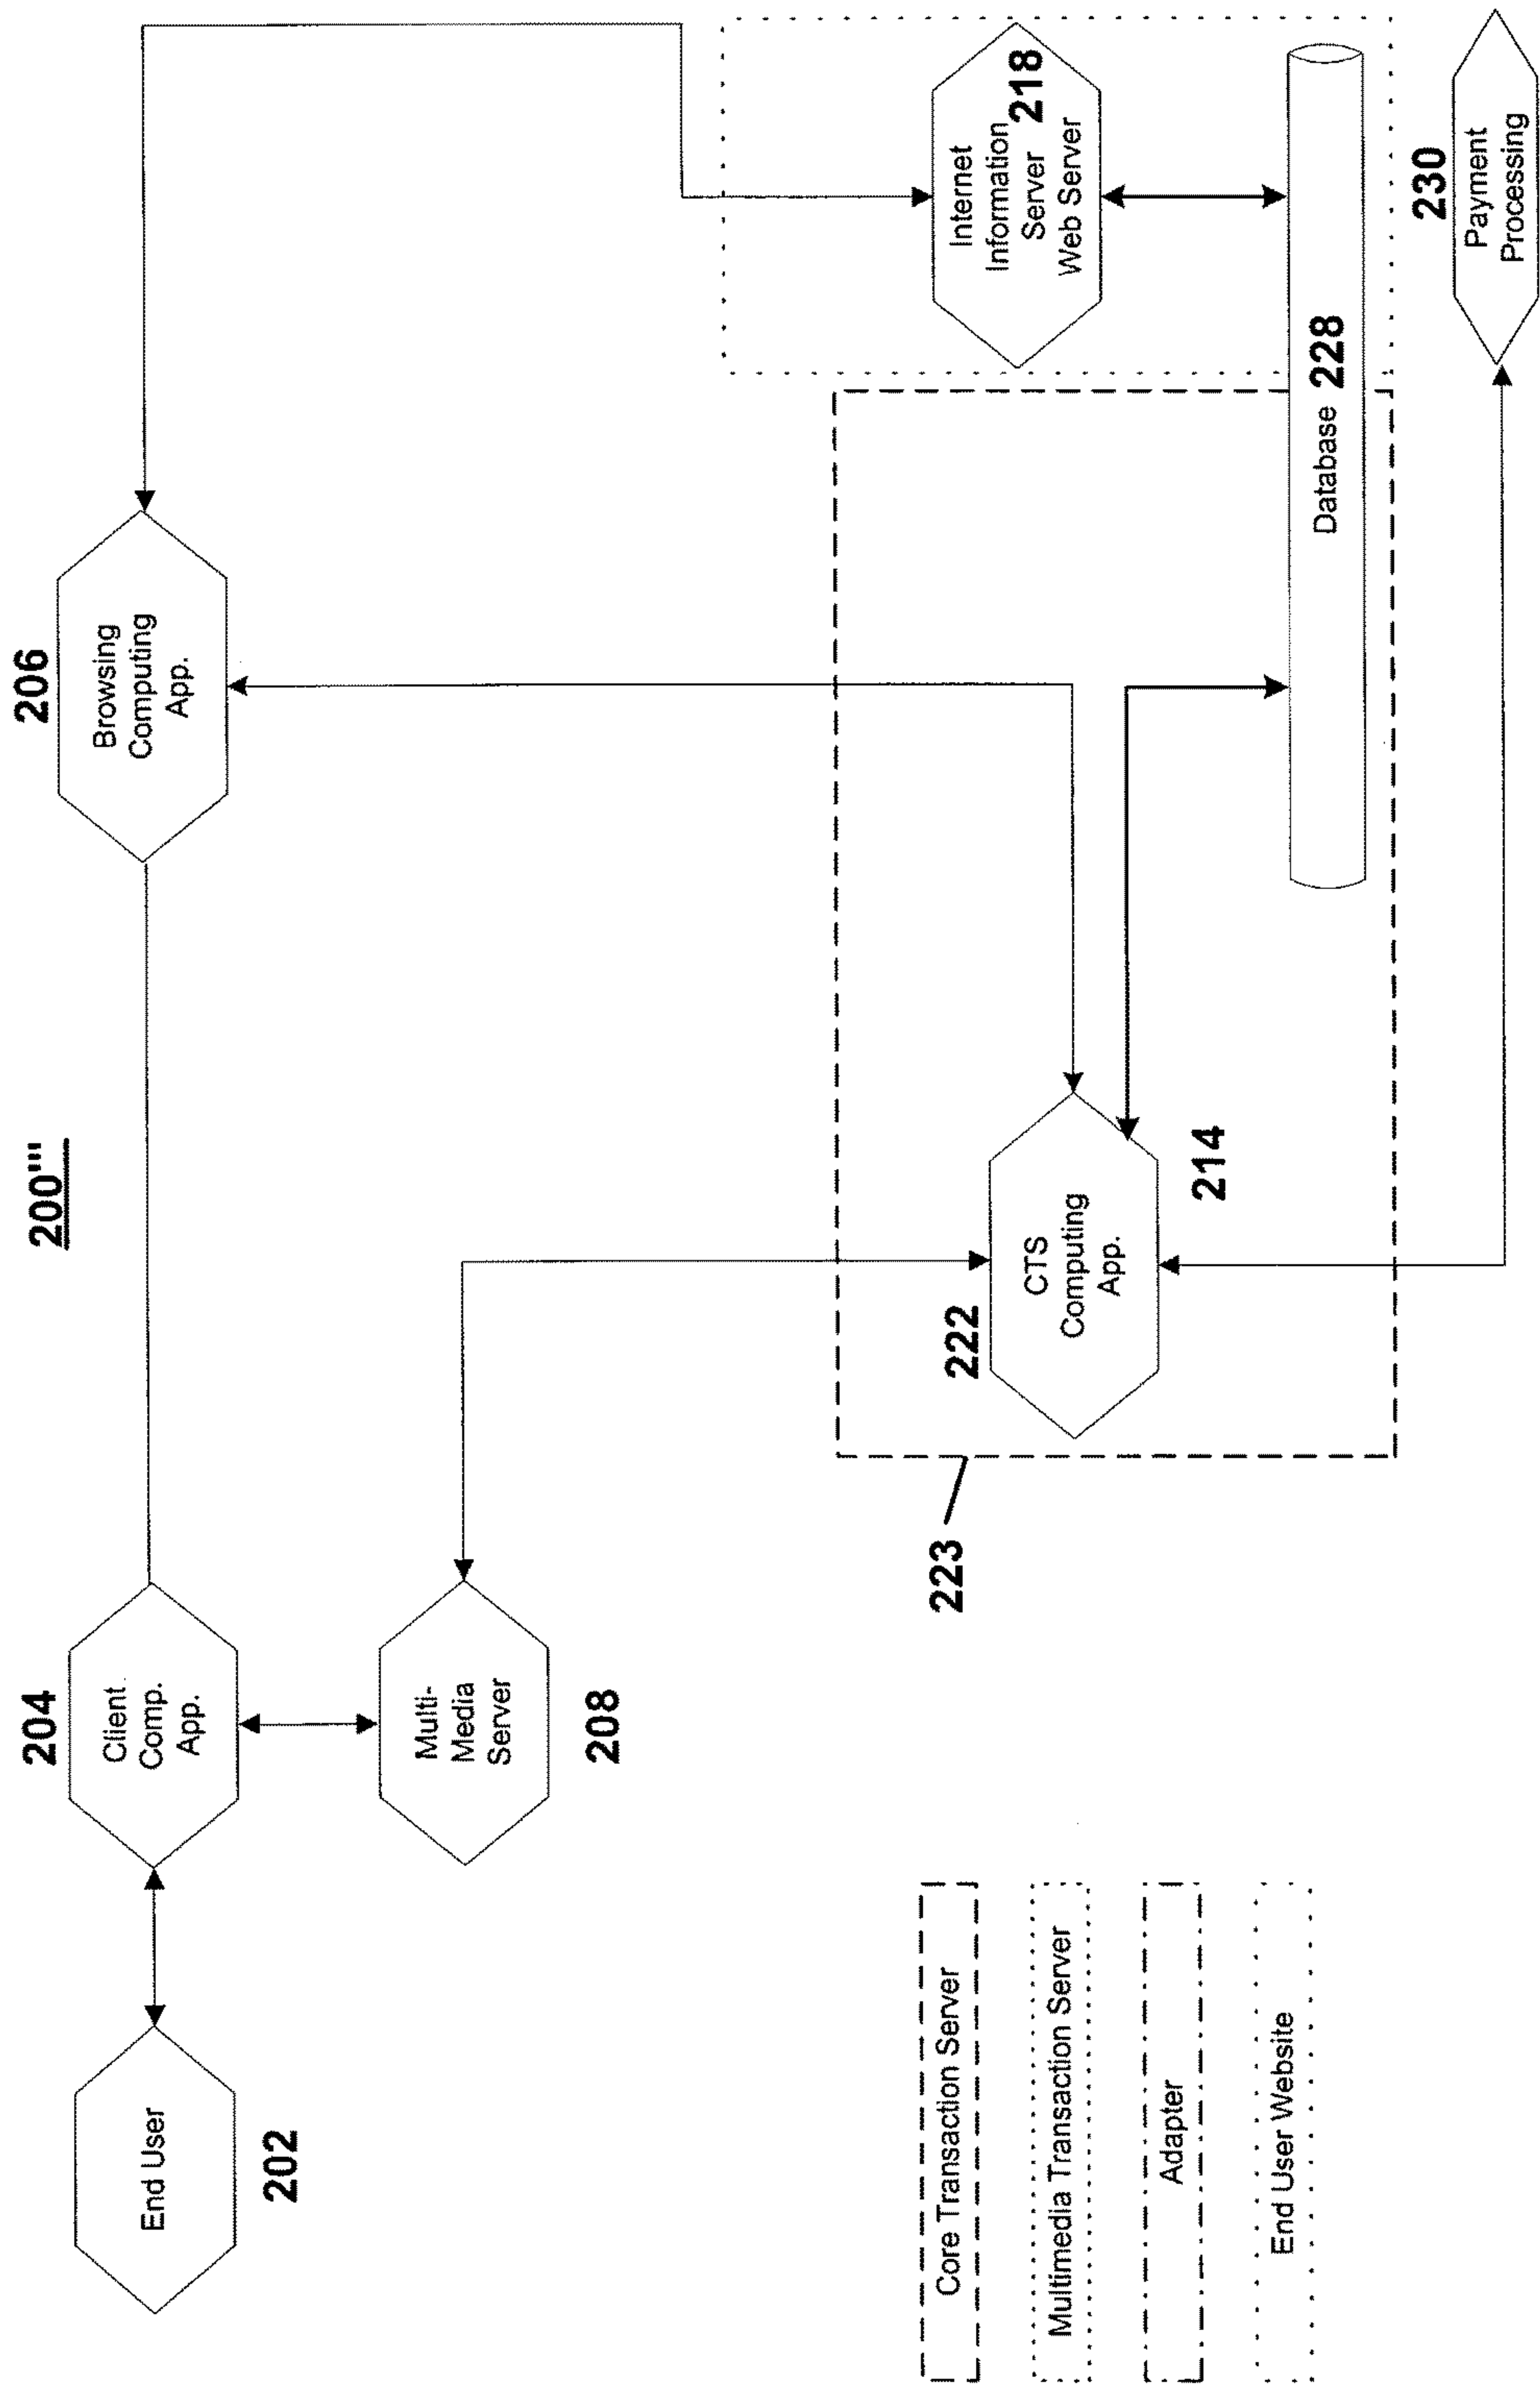 200'''
202
End User
204
Client
Comp.
App.
206
Browsing
Computing
App.
Multi-
Media
Server
208
223
222
CTS
Computing
App.
214
Internet
Information
Server
Web Server
218
Database 228
230
Payment
Processing
Core Transaction Server
Multimedia Transaction Server
Adapter
End User Website